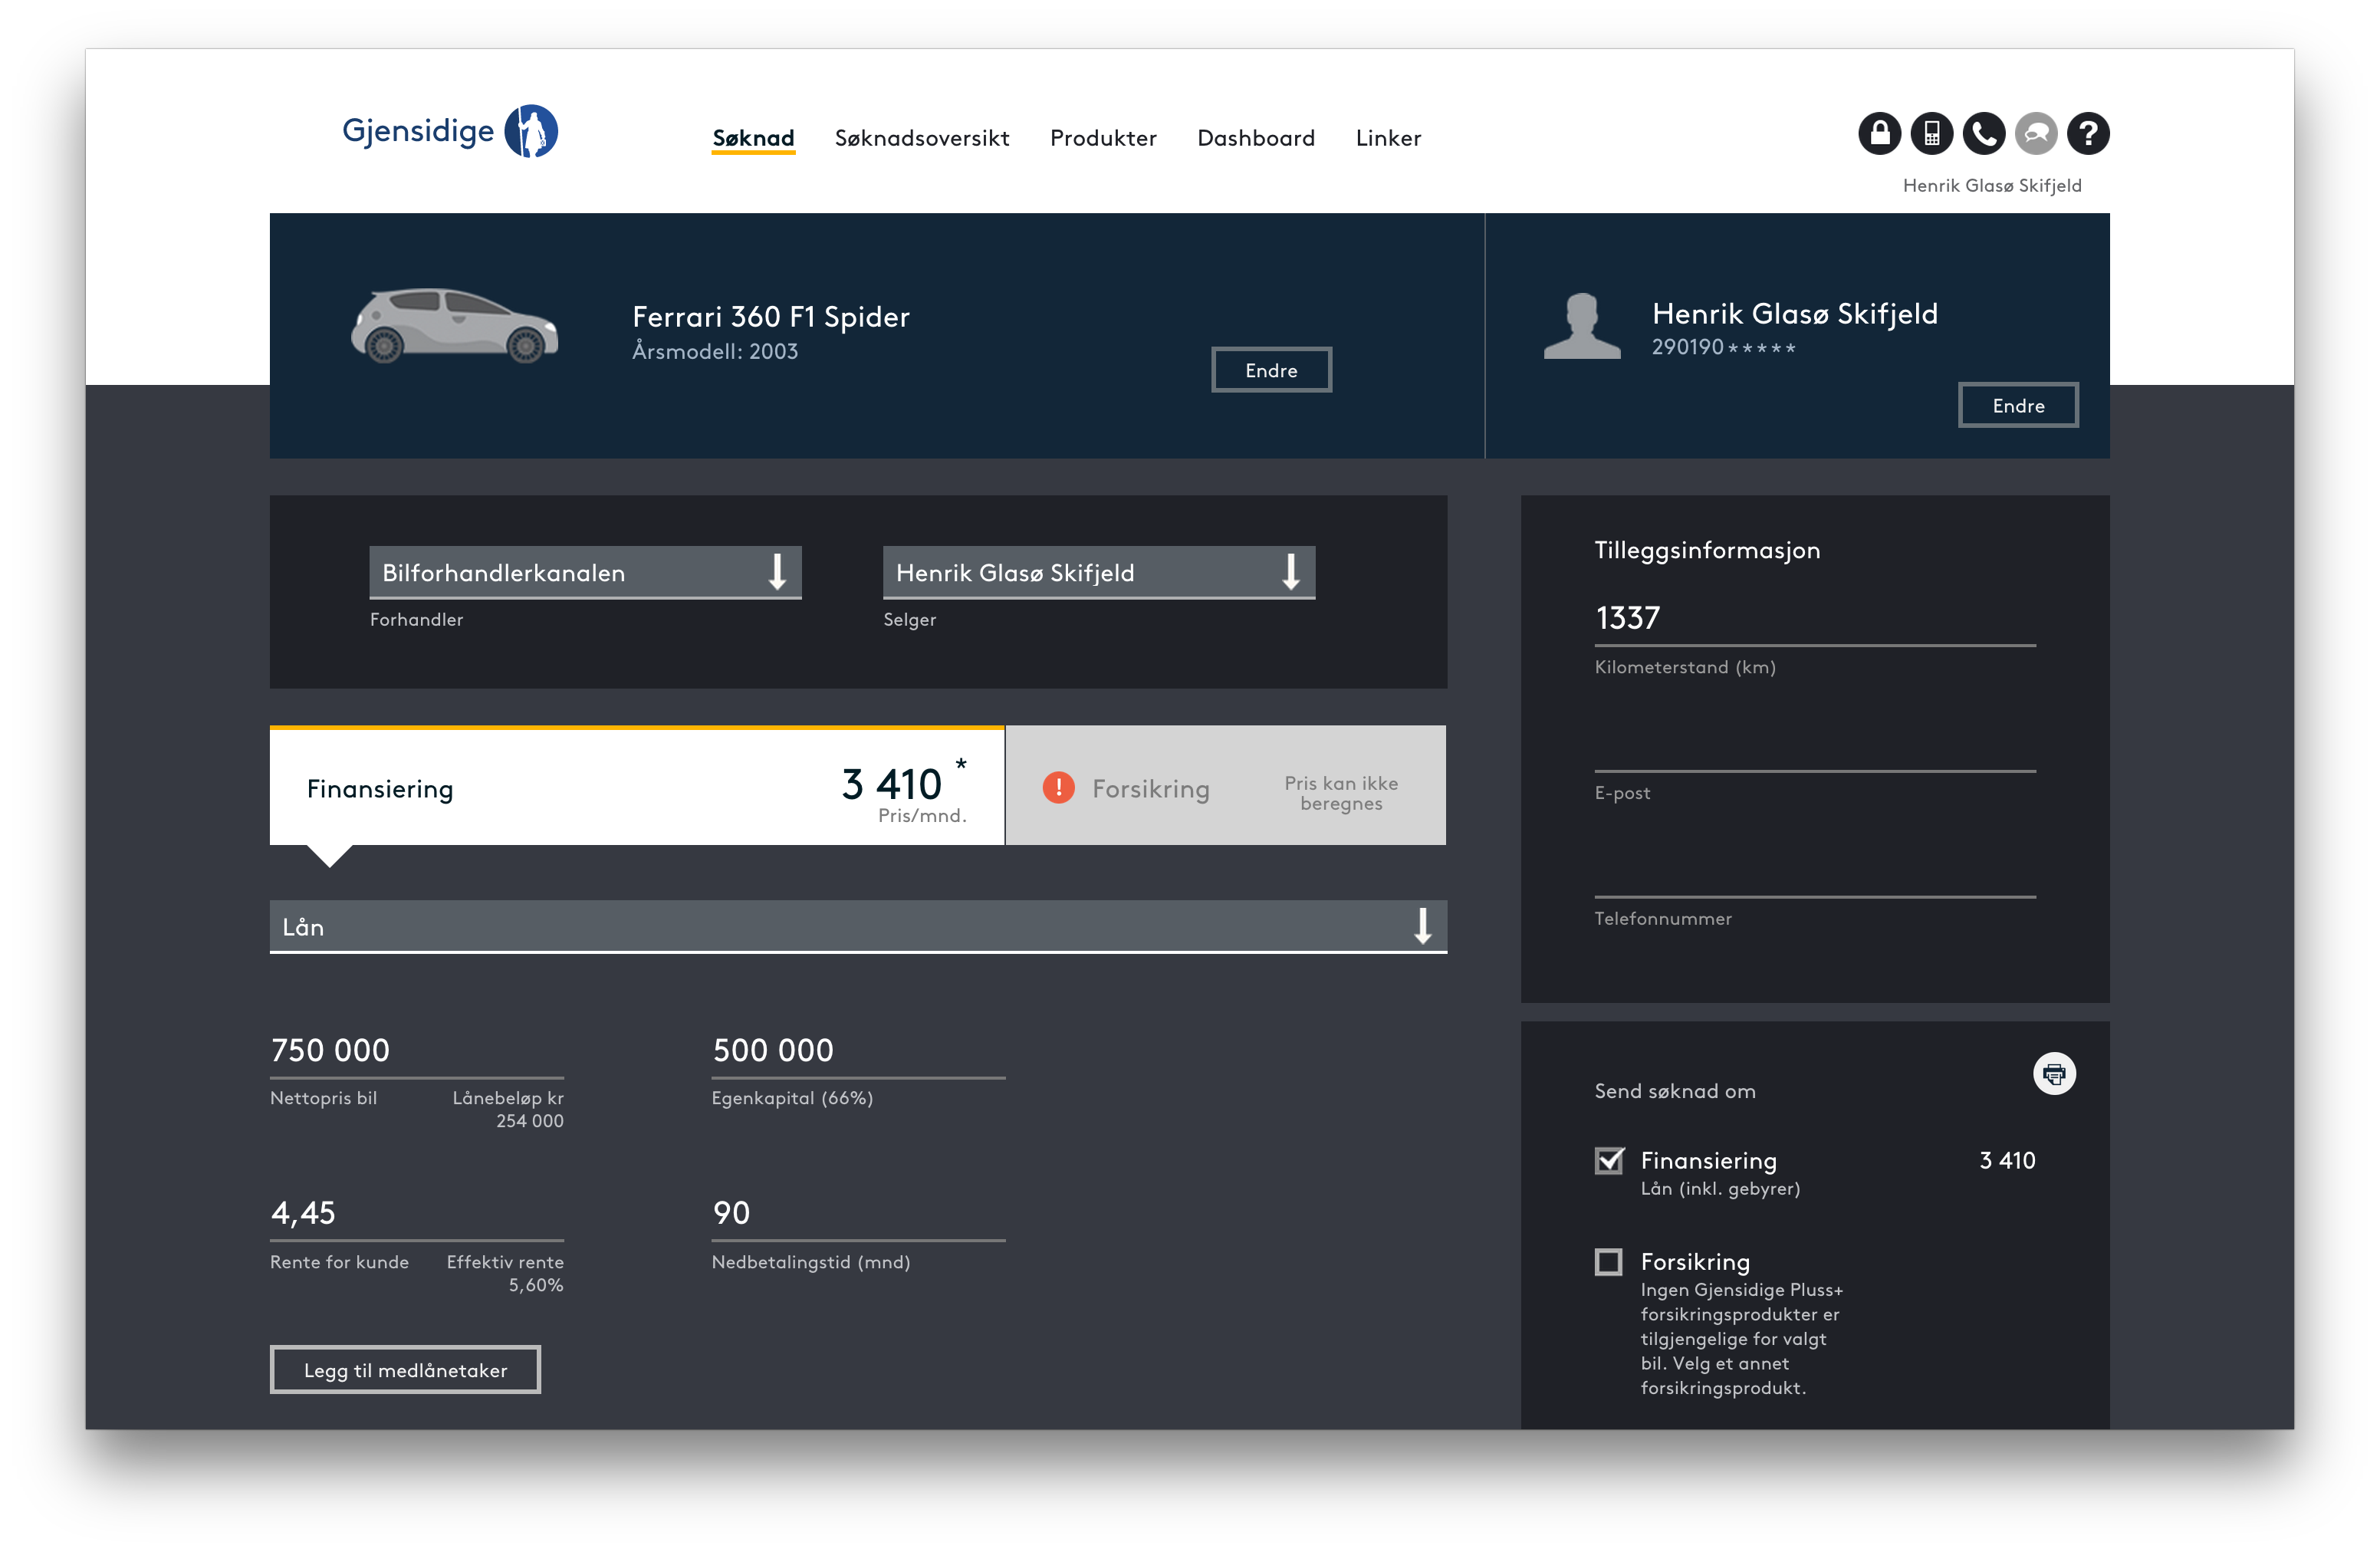 Gjensidige
Søknad Søknadsoversikt Produkter Dashboard Linker
?
Henrik Glasø Skifjeld
Ferrari 360 F1 Spider
Årsmodell: 2003
Endre
Henrik Glasø Skifjeld
290190*****
Endre
Bilforhandlerkanalen
Forhandler
Henrik Glasø Skifjeld
Selger
Finansiering
3 410 *
Pris/mnd.
! Forsikring
Pris kan ikke
beregnes
Lån
750 000
Nettopris bil
Lånebeløp kr
254 000
500 000
Egenkapital (66%)
4,45
Rente for kunde
Effektiv rente
5,60%
90
Nedbetalingstid (mnd)
Legg til medlånetaker
Tilleggsinformasjon
1337
Kilometerstand (km)
E-post
Telefonnummer
Send søknad om
Finansiering 3 410
Lån (inkl. gebyrer)
Forsikring
Ingen Gjensidige Pluss+
forsikringsprodukter er
tilgjengelige for valgt
bil. Velg et annet
forsikringsprodukt.